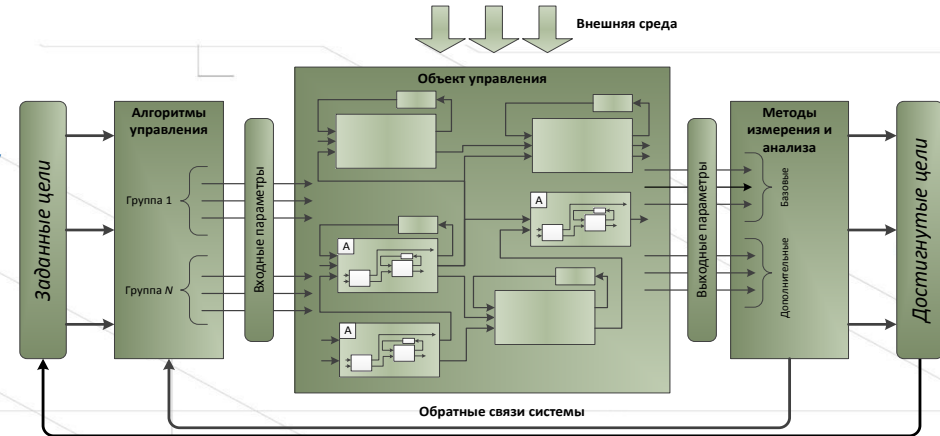 Внешняя среда
Объект управления
Заданные цели
Алгоритмы
управления
Группа 1
Группа N
Входные параметры
A
A
A
Выходные параметры
Методы
измерения и
анализа
Базовые
Дополнительные
Достигнутые цели
Обратные связи системы